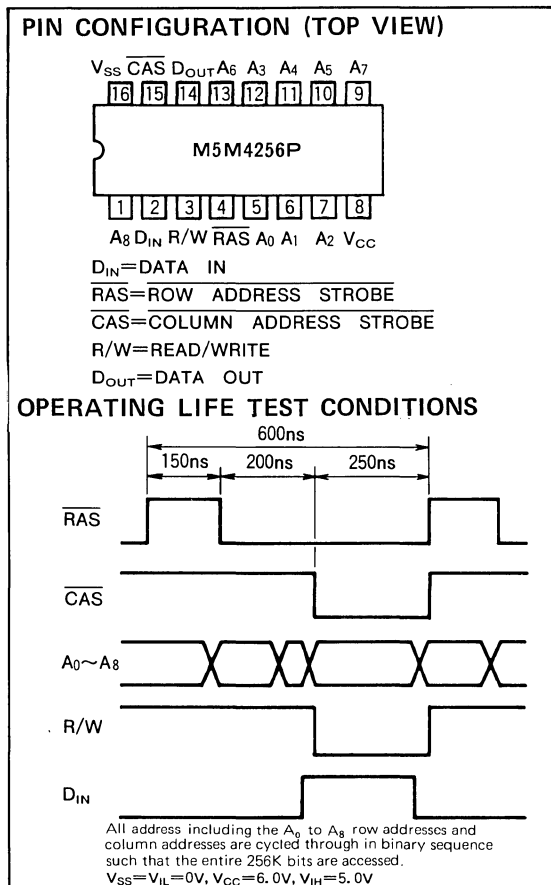 PIN CONFIGURATION (TOP VIEW)
VSS CAS DOUT A6 A3 A4 A5 A7
16 15 14 13 12 11 10 9
M5M4256P
1 2 3 4 5 6 7 8
A8 DIN R/W RAS A0 A1 A2 VCC
DIN=DATA IN
RAS=ROW ADDRESS STROBE
CAS=COLUMN ADDRESS STROBE
R/W=READ/WRITE
DOUT=DATA OUT
OPERATING LIFE TEST CONDITIONS
600ns
150ns 200ns 250ns
RAS
CAS
A0~A8
R/W
DIN
All address including the A0 to A8 row addresses and
column addresses are cycled through in binary sequence
such that the entire 256K bits are accessed.
VSS=VIL=0V, VCC=6.0V, VIH=5.0V